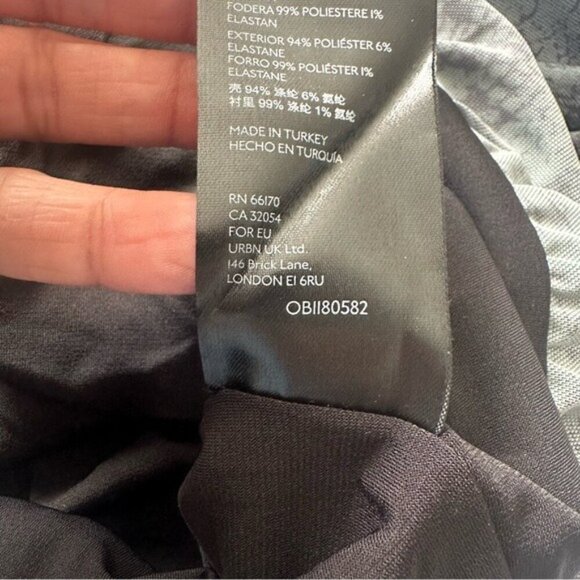 FODERA 99% POLIESTERE 1%
ELASTAN
EXTERIOR 94% POLIÉSTER 6%
ELASTANE
FORRO 99% POLIÉSTER 1%
ELASTANE
壳 94% 涤纶 6% 氨纶
衬里 99% 涤纶 1% 氨纶
MADE IN TURKEY
HECHO EN TURQUÍA
RN 66170
CA 32054
FOR EU
URBN UK Ltd.
146 Brick Lane,
LONDON E1 6RU
OB1180582